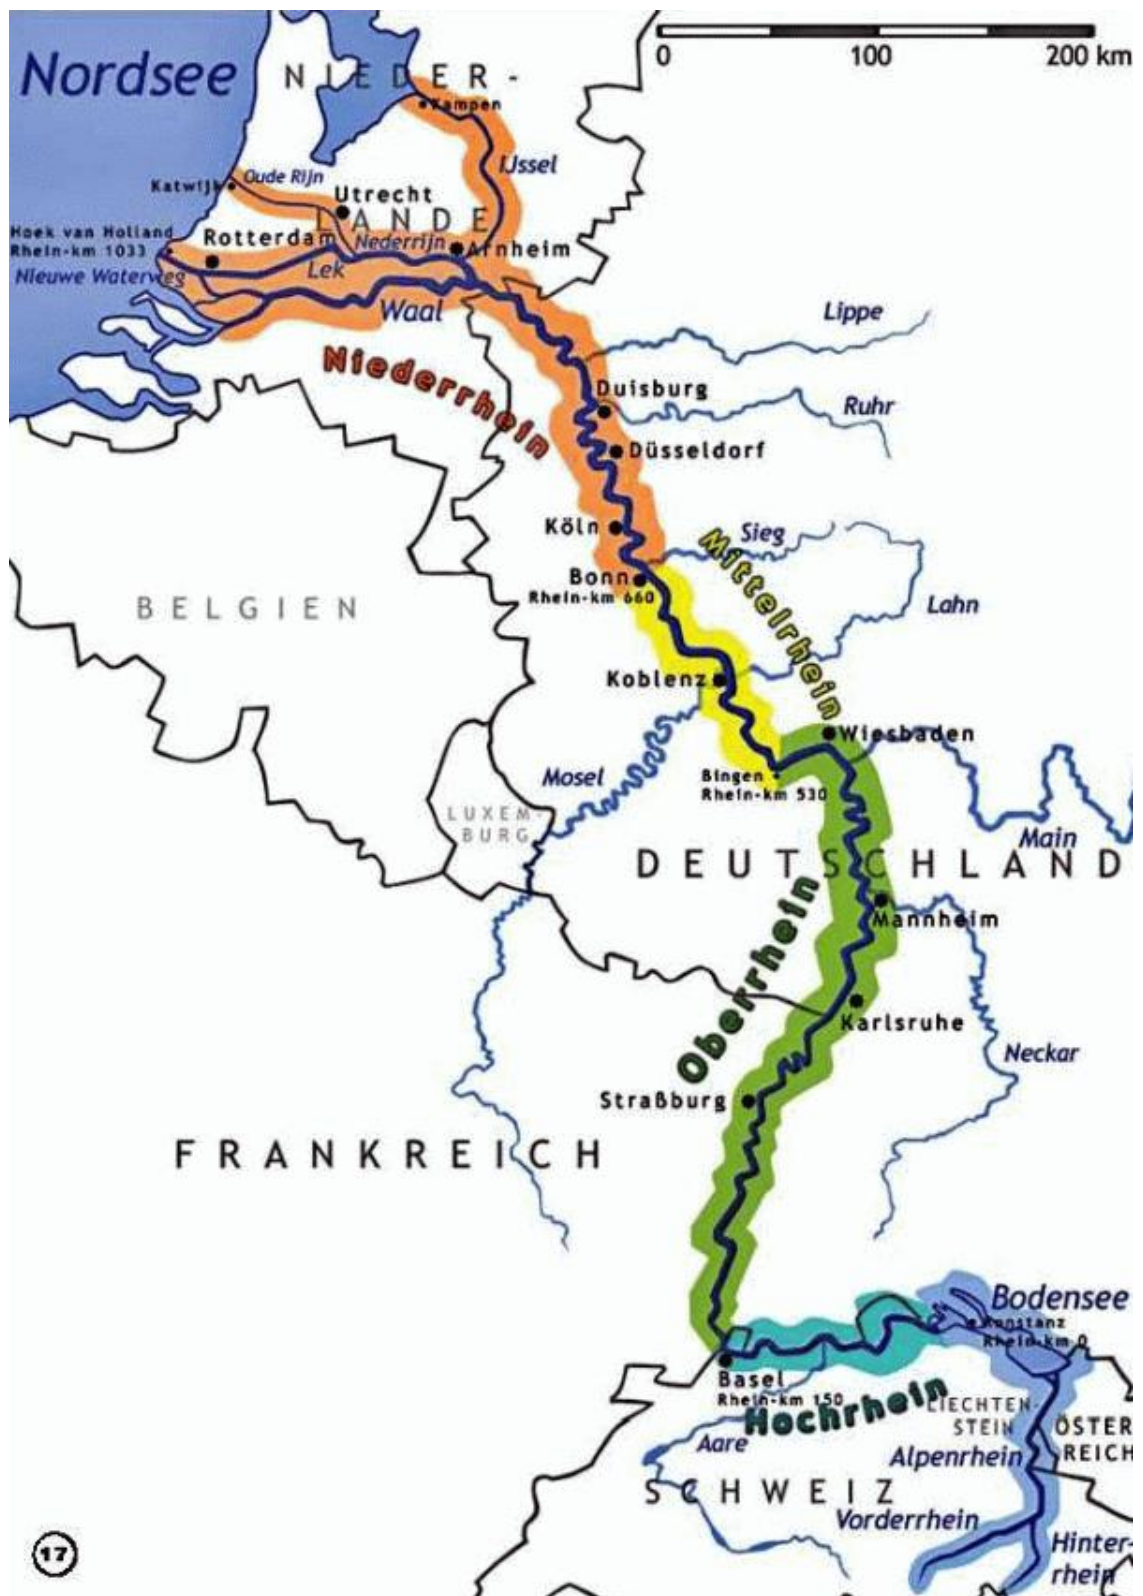 0 100 200 km
Nordsee
NIEDER-
LANDE
Kampen
IJssel
Katwijk
Oude Rijn
Utrecht
Hoek van Holland
Rhein-km 1033
Rotterdam
Nederrijn
Arnheim
Nieuwe Waterweg
Lek
Waal
Lippe
Niederrhein
Duisburg
Ruhr
Düsseldorf
Köln
Sieg
Mittelrhein
Bonn
Rhein-km 660
BELGIEN
Lahn
Koblenz
Wiesbaden
Mosel
Bingen
Rhein-km 530
LUXEM-
BURG
Main
DEUTSCHLAND
Oberrhein
Mannheim
Karlsruhe
Neckar
Straßburg
FRANKREICH
Bodensee
Konstanz
Rhein-km 0
Basel
Rhein-km 150
Hochrhein
LIECHTEN-
STEIN
ÖSTER
REICH
Aare
Alpenrhein
SCHWEIZ
Vorderrhein
Hinter-
rhein
17